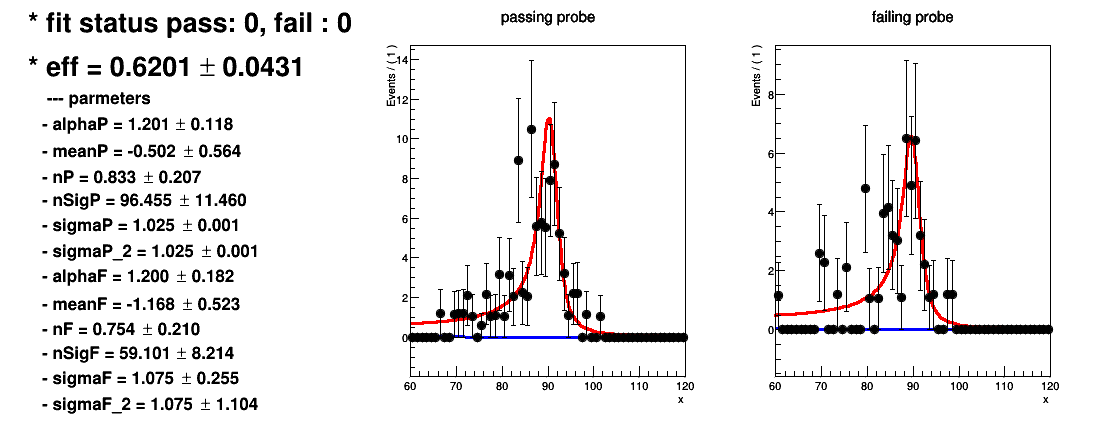 * fit status pass: 0, fail : 0
* eff = 0.6201 ± 0.0431
--- parmeters
- alphaP = 1.201 ± 0.118
- meanP = -0.502 ± 0.564
- nP = 0.833 ± 0.207
- nSigP = 96.455 ± 11.460
- sigmaP = 1.025 ± 0.001
- sigmaP_2 = 1.025 ± 0.001
- alphaF = 1.200 ± 0.182
- meanF = -1.168 ± 0.523
- nF = 0.754 ± 0.210
- nSigF = 59.101 ± 8.214
- sigmaF = 1.075 ± 0.255
- sigmaF_2 = 1.075 ± 1.104
passing probe
Events / ( 1 )
14
12
10
8
6
4
2
0
60 70 80 90 100 110 120
x
failing probe
Events / ( 1 )
8
6
4
2
0
60 70 80 90 100 110 120
x